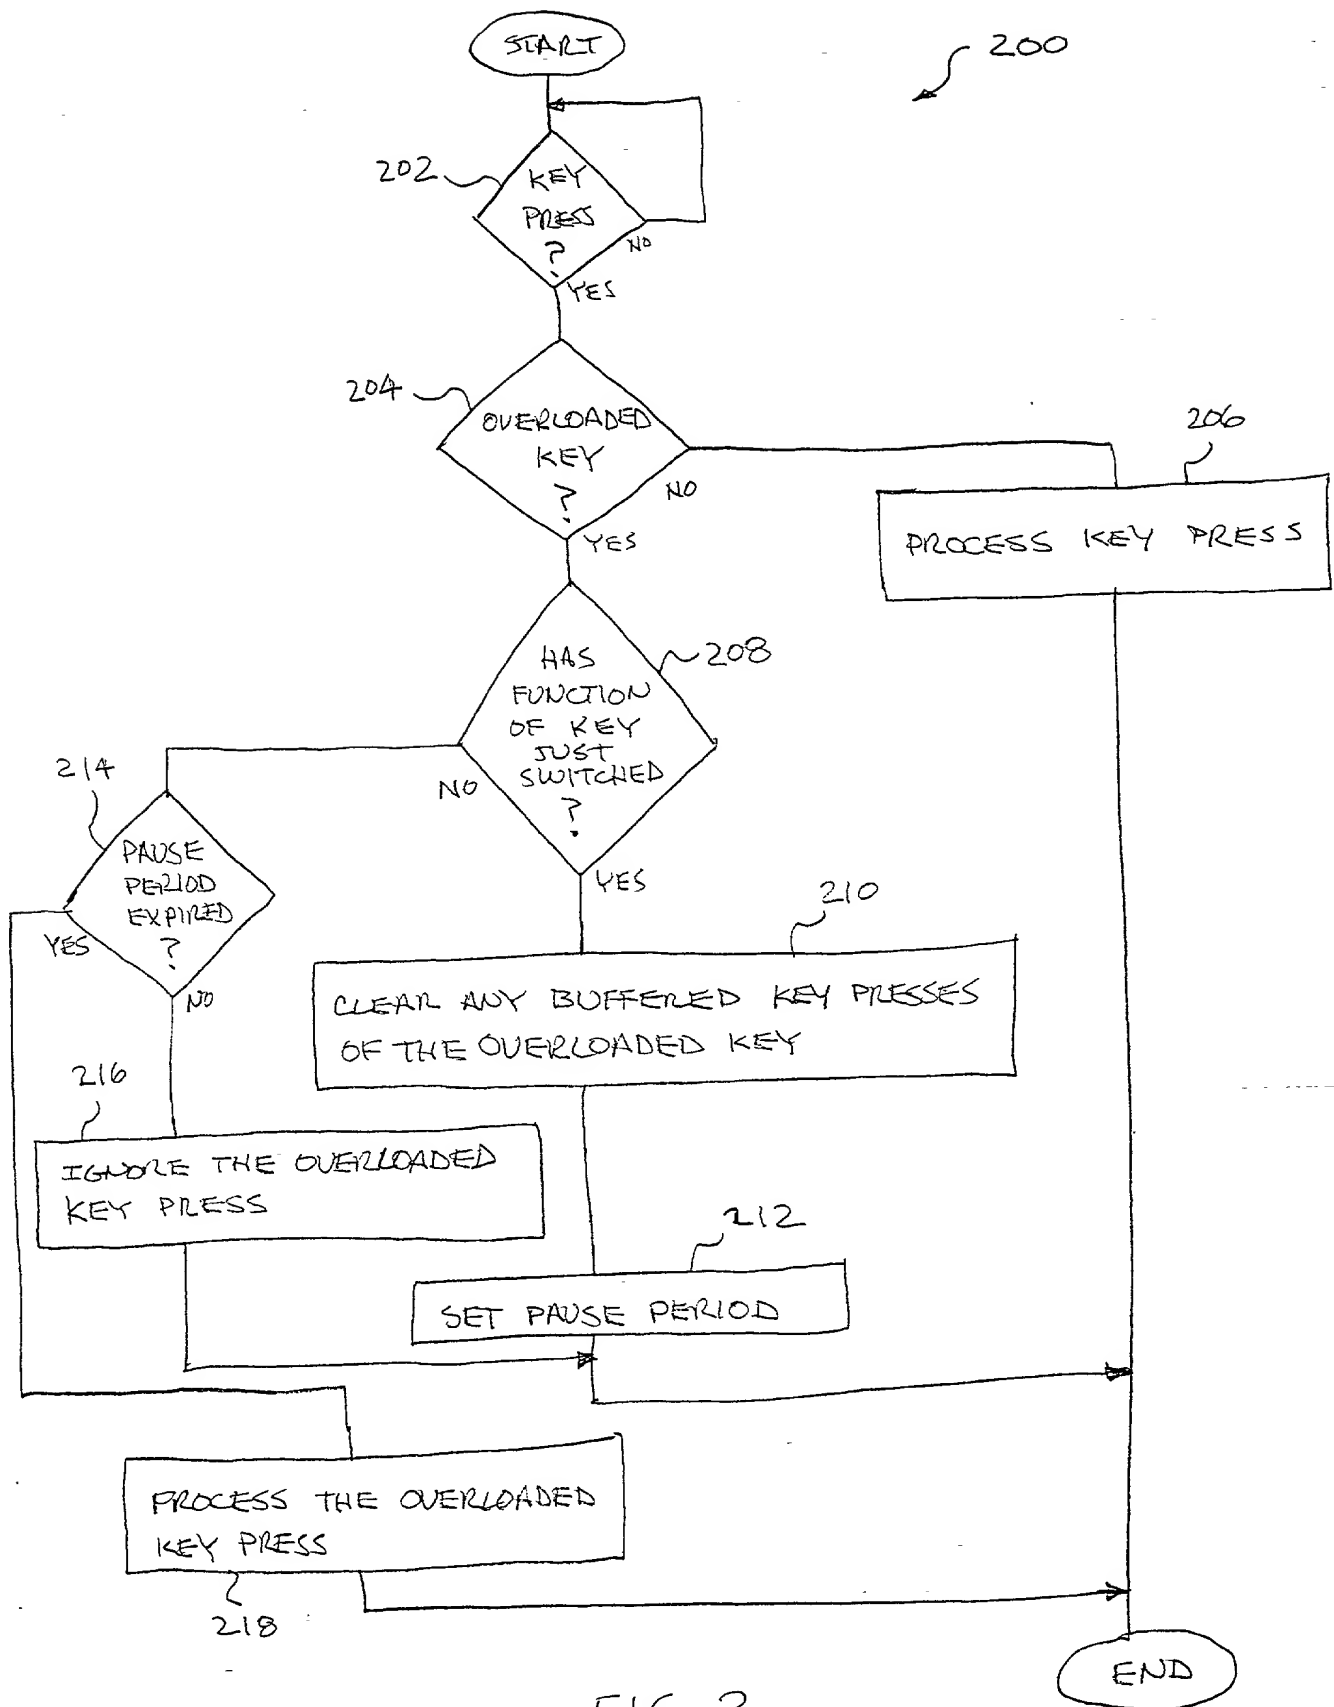 START
200
202
KEY
PRESS
?
NO
YES
204
OVERLOADED
KEY
?
NO
YES
206
PROCESS KEY PRESS
208
HAS
FUNCTION
OF KEY
JUST
SWITCHED
?
NO
YES
214
PAUSE
PERIOD
EXPIRED
?
YES
NO
210
CLEAR ANY BUFFERED KEY PRESSES
OF THE OVERLOADED KEY
216
IGNORE THE OVERLOADED
KEY PRESS
212
SET PAUSE PERIOD
PROCESS THE OVERLOADED
KEY PRESS
218
END